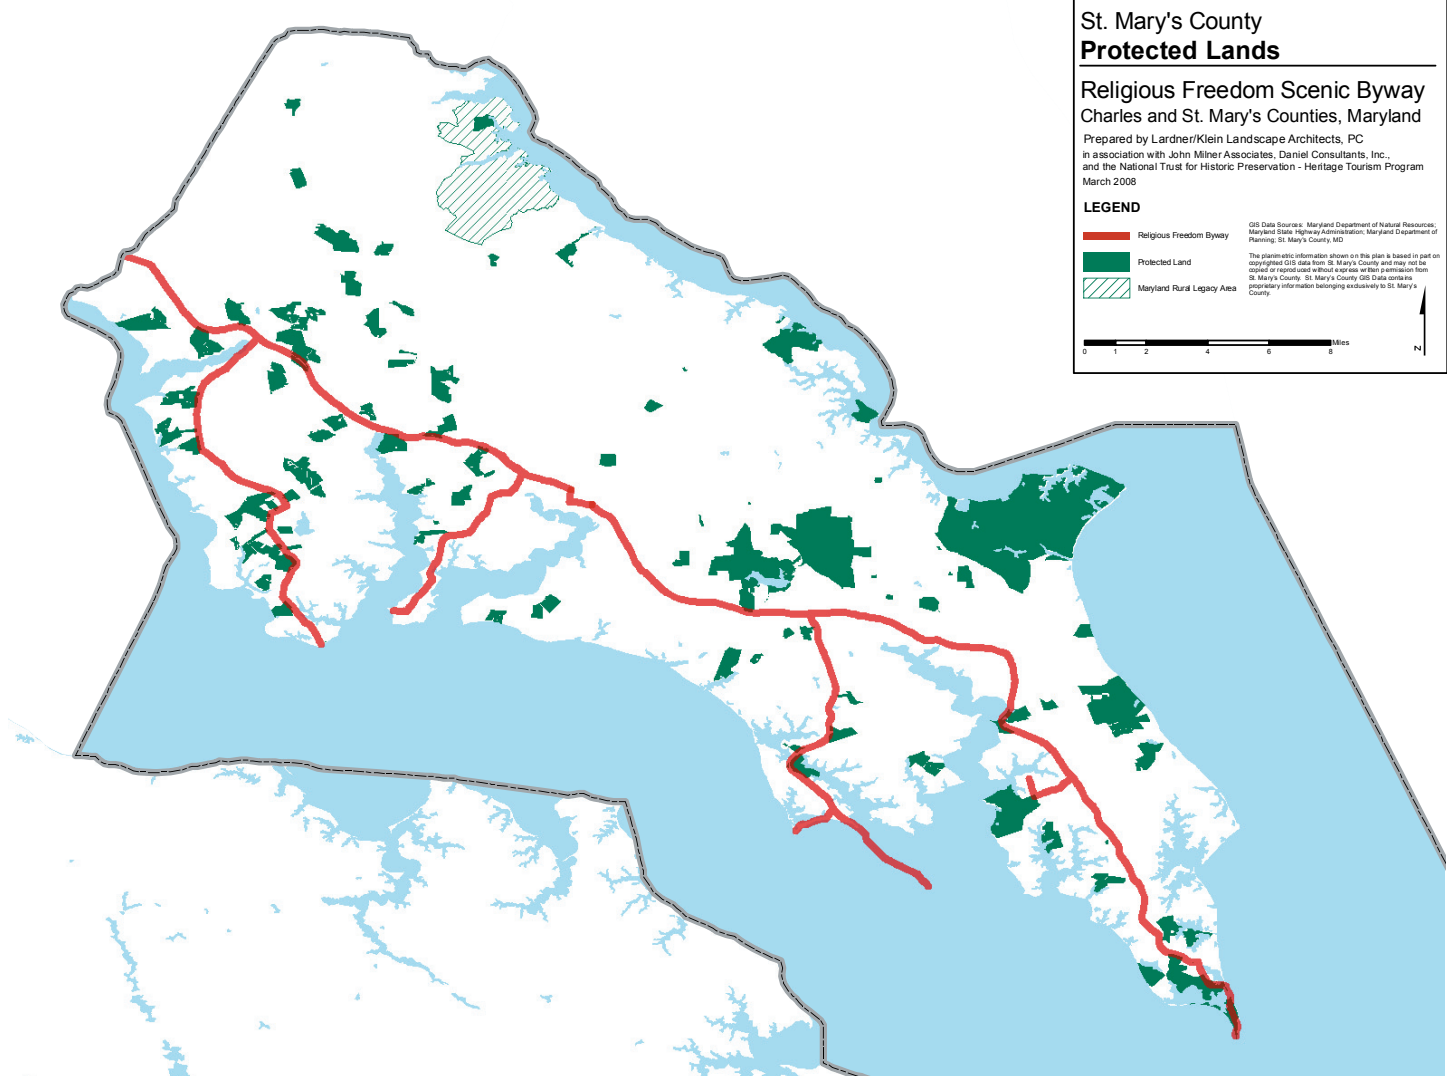 St. Mary's County
Protected Lands
Religious Freedom Scenic Byway
Charles and St. Mary's Counties, Maryland
Prepared by Lardner/Klein Landscape Architects, PC
in association with John Milner Associates, Daniel Consultants, Inc.,
and the National Trust for Historic Preservation - Heritage Tourism Program
March 2008
LEGEND
Religious Freedom Byway
Protected Land
Maryland Rural Legacy Area
GIS Data Sources: Maryland Department of Natural Resources;
Maryland State Highway Administration; Maryland Department of
Planning; St. Mary's County, MD
The planimetric information shown on this plan is based in part on
copyrighted GIS data from St. Mary's County and may not be
copied or reproduced without express written permission from
St. Mary's County. St. Mary's County GIS Data contains
proprietary information belonging exclusively to St. Mary's
County.
Miles
0 1 2 4 6 8
N